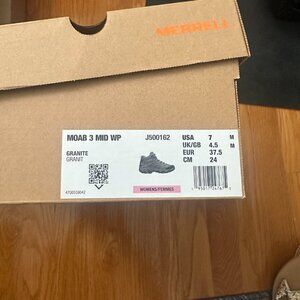 MERRELL
MOAB 3 MID WP J500162 USA 7 M
UK/GB 4.5 M
GRANITE EUR 37.5
GRANIT CM 24
WOMENS/FEMMES